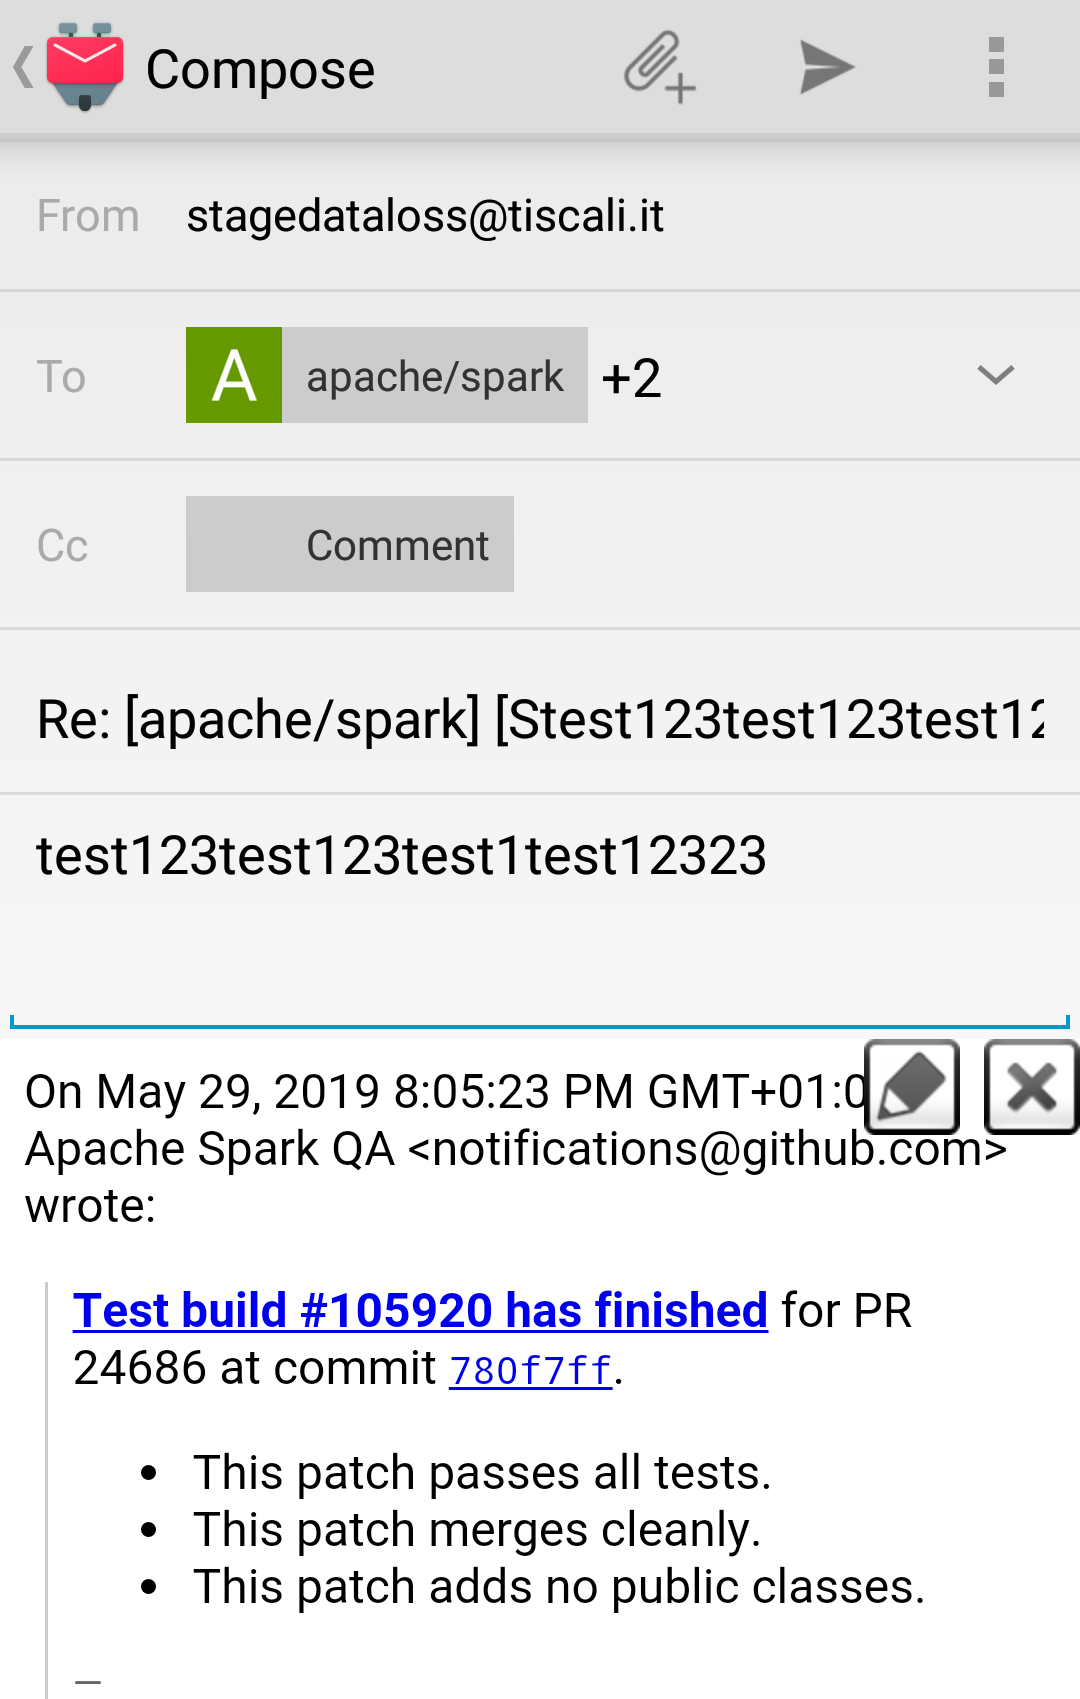 Compose
From stagedataloss@tiscali.it
To A apache/spark +2
Cc Comment
Re: [apache/spark] [Stest123test123test12
test123test123test1test12323
On May 29, 2019 8:05:23 PM GMT+01:0
Apache Spark QA <notifications@github.com>
wrote:
Test build #105920 has finished for PR
24686 at commit 780f7ff.
• This patch passes all tests.
• This patch merges cleanly.
• This patch adds no public classes.
—